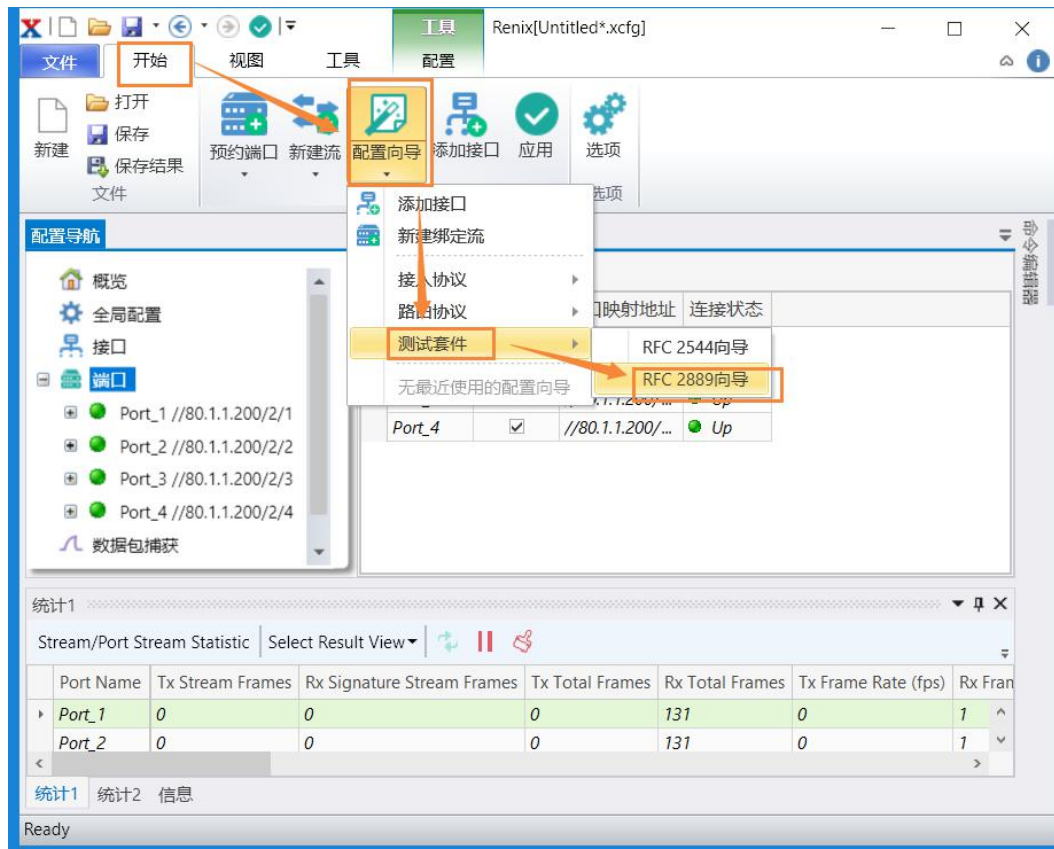 工具 Renix[Untitled*.xcfg]
文件 开始 视图 工具 配置
新建 打开 保存 保存结果
预约端口 新建流 配置向导 添加接口 应用 选项
文件 选项
添加接口
新建绑定流
接入协议
路由协议
测试套件
无最近使用的配置向导
RFC 2544向导
RFC 2889向导
配置导航
命令编辑器
概览
全局配置
接口
端口
Port_1 //80.1.1.200/2/1
Port_2 //80.1.1.200/2/2
Port_3 //80.1.1.200/2/3
Port_4 //80.1.1.200/2/4
数据包捕获
口映射地址 连接状态
Port_4 //80.1.1.200/... Up
统计1
Stream/Port Stream Statistic Select Result View
Port Name Tx Stream Frames Rx Signature Stream Frames Tx Total Frames Rx Total Frames Tx Frame Rate (fps) Rx Fran
Port_1 0 0 0 131 0 1
Port_2 0 0 0 131 0 1
统计1 统计2 信息
Ready